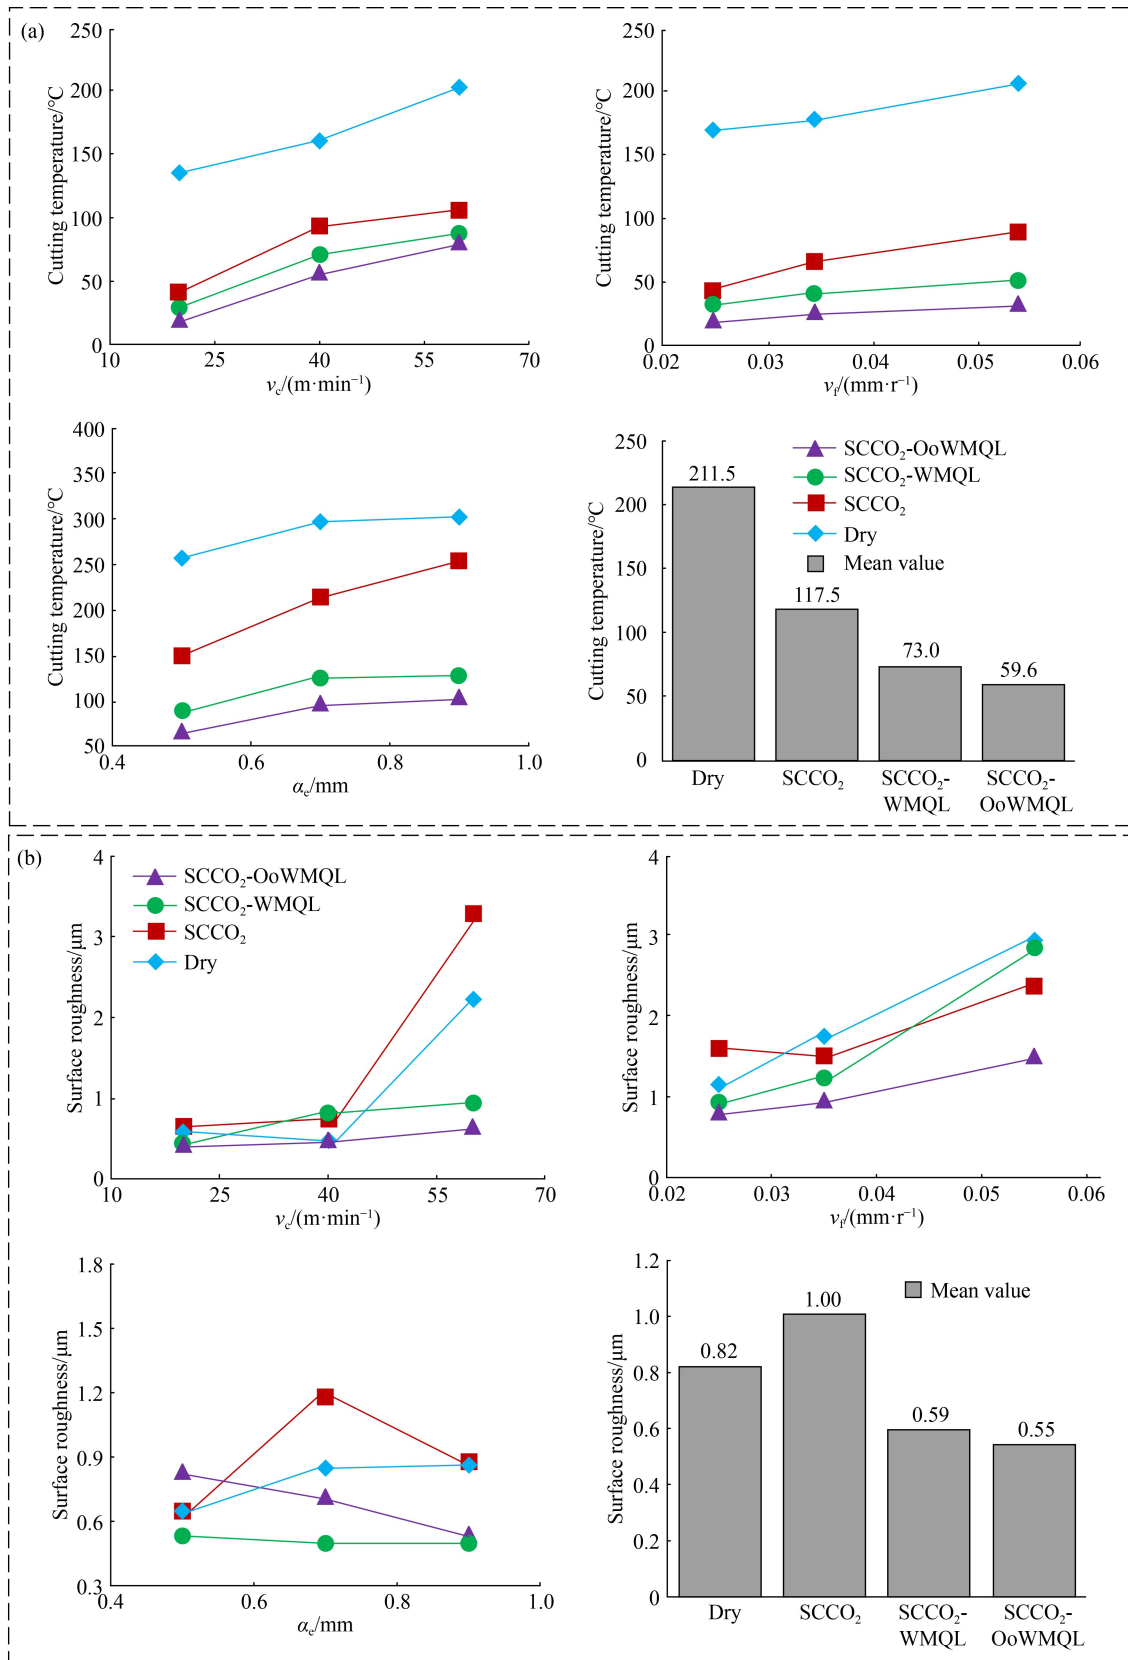 (a)
250
200
150
100
50
0
10 25 40 55 70
Cutting temperature/°C
v_c/(m·min⁻¹)
250
200
150
100
50
0
0.02 0.03 0.04 0.05 0.06
Cutting temperature/°C
v_f/(mm·r⁻¹)
400
300
250
200
150
100
50
0.4 0.6 0.8 1.0
Cutting temperature/°C
α_e/mm
250
200
150
100
50
0
Cutting temperature/°C
SCCO₂-OoWMQL
SCCO₂-WMQL
SCCO₂
Dry
Mean value
211.5
117.5
73.0
59.6
Dry SCCO₂ SCCO₂- SCCO₂-
WMQL OoWMQL
(b)
4
3
2
1
0
10 25 40 55 70
Surface roughness/μm
v_c/(m·min⁻¹)
SCCO₂-OoWMQL
SCCO₂-WMQL
SCCO₂
Dry
4
3
2
1
0
0.02 0.03 0.04 0.05 0.06
Surface roughness/μm
v_f/(mm·r⁻¹)
1.8
1.5
1.2
0.9
0.6
0.3
0.4 0.6 0.8 1.0
Surface roughness/μm
α_e/mm
1.2
1.0
0.8
0.6
0.4
0.2
0
Surface roughness/μm
Mean value
0.82
1.00
0.59
0.55
Dry SCCO₂ SCCO₂- SCCO₂-
WMQL OoWMQL